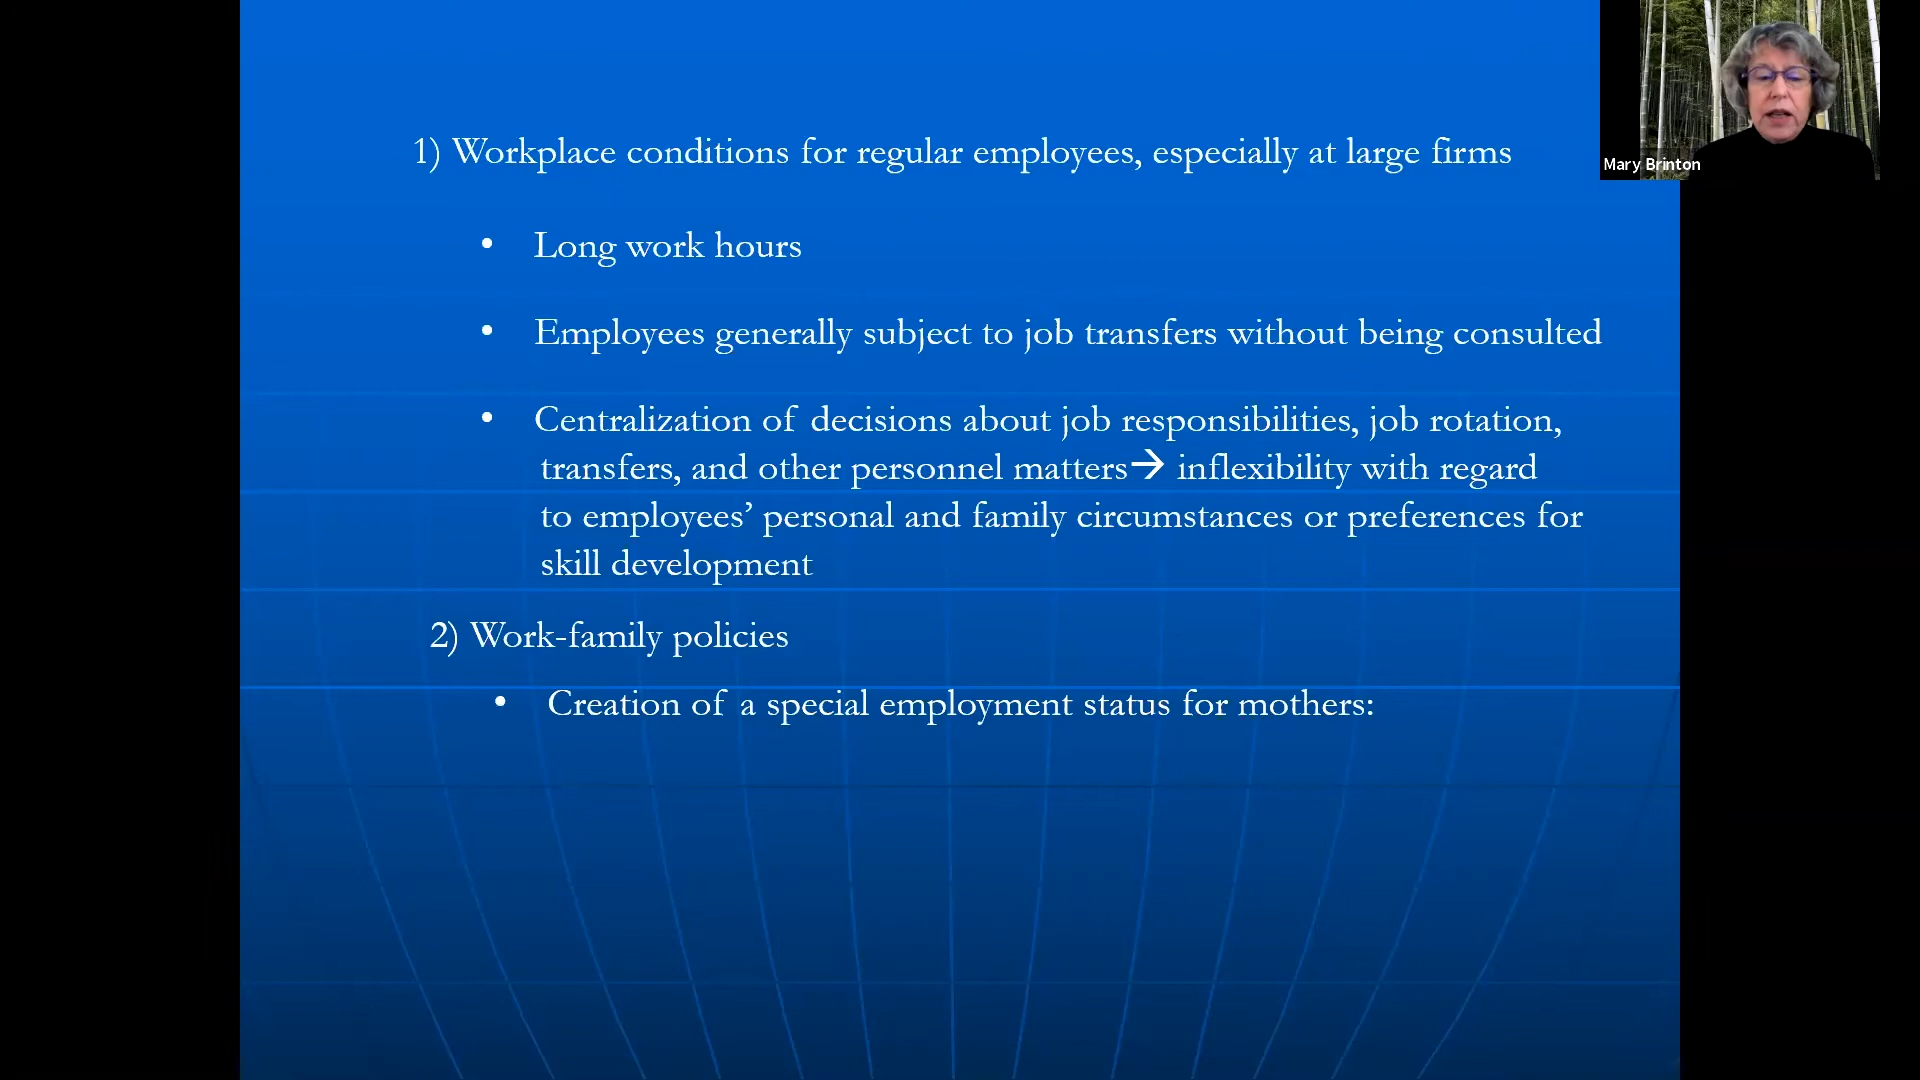 1) Workplace conditions for regular employees, especially at large firms
Mary Brinton
• Long work hours
• Employees generally subject to job transfers without being consulted
• Centralization of decisions about job responsibilities, job rotation,
transfers, and other personnel matters→ inflexibility with regard
to employees’ personal and family circumstances or preferences for
skill development
2) Work-family policies
• Creation of a special employment status for mothers: